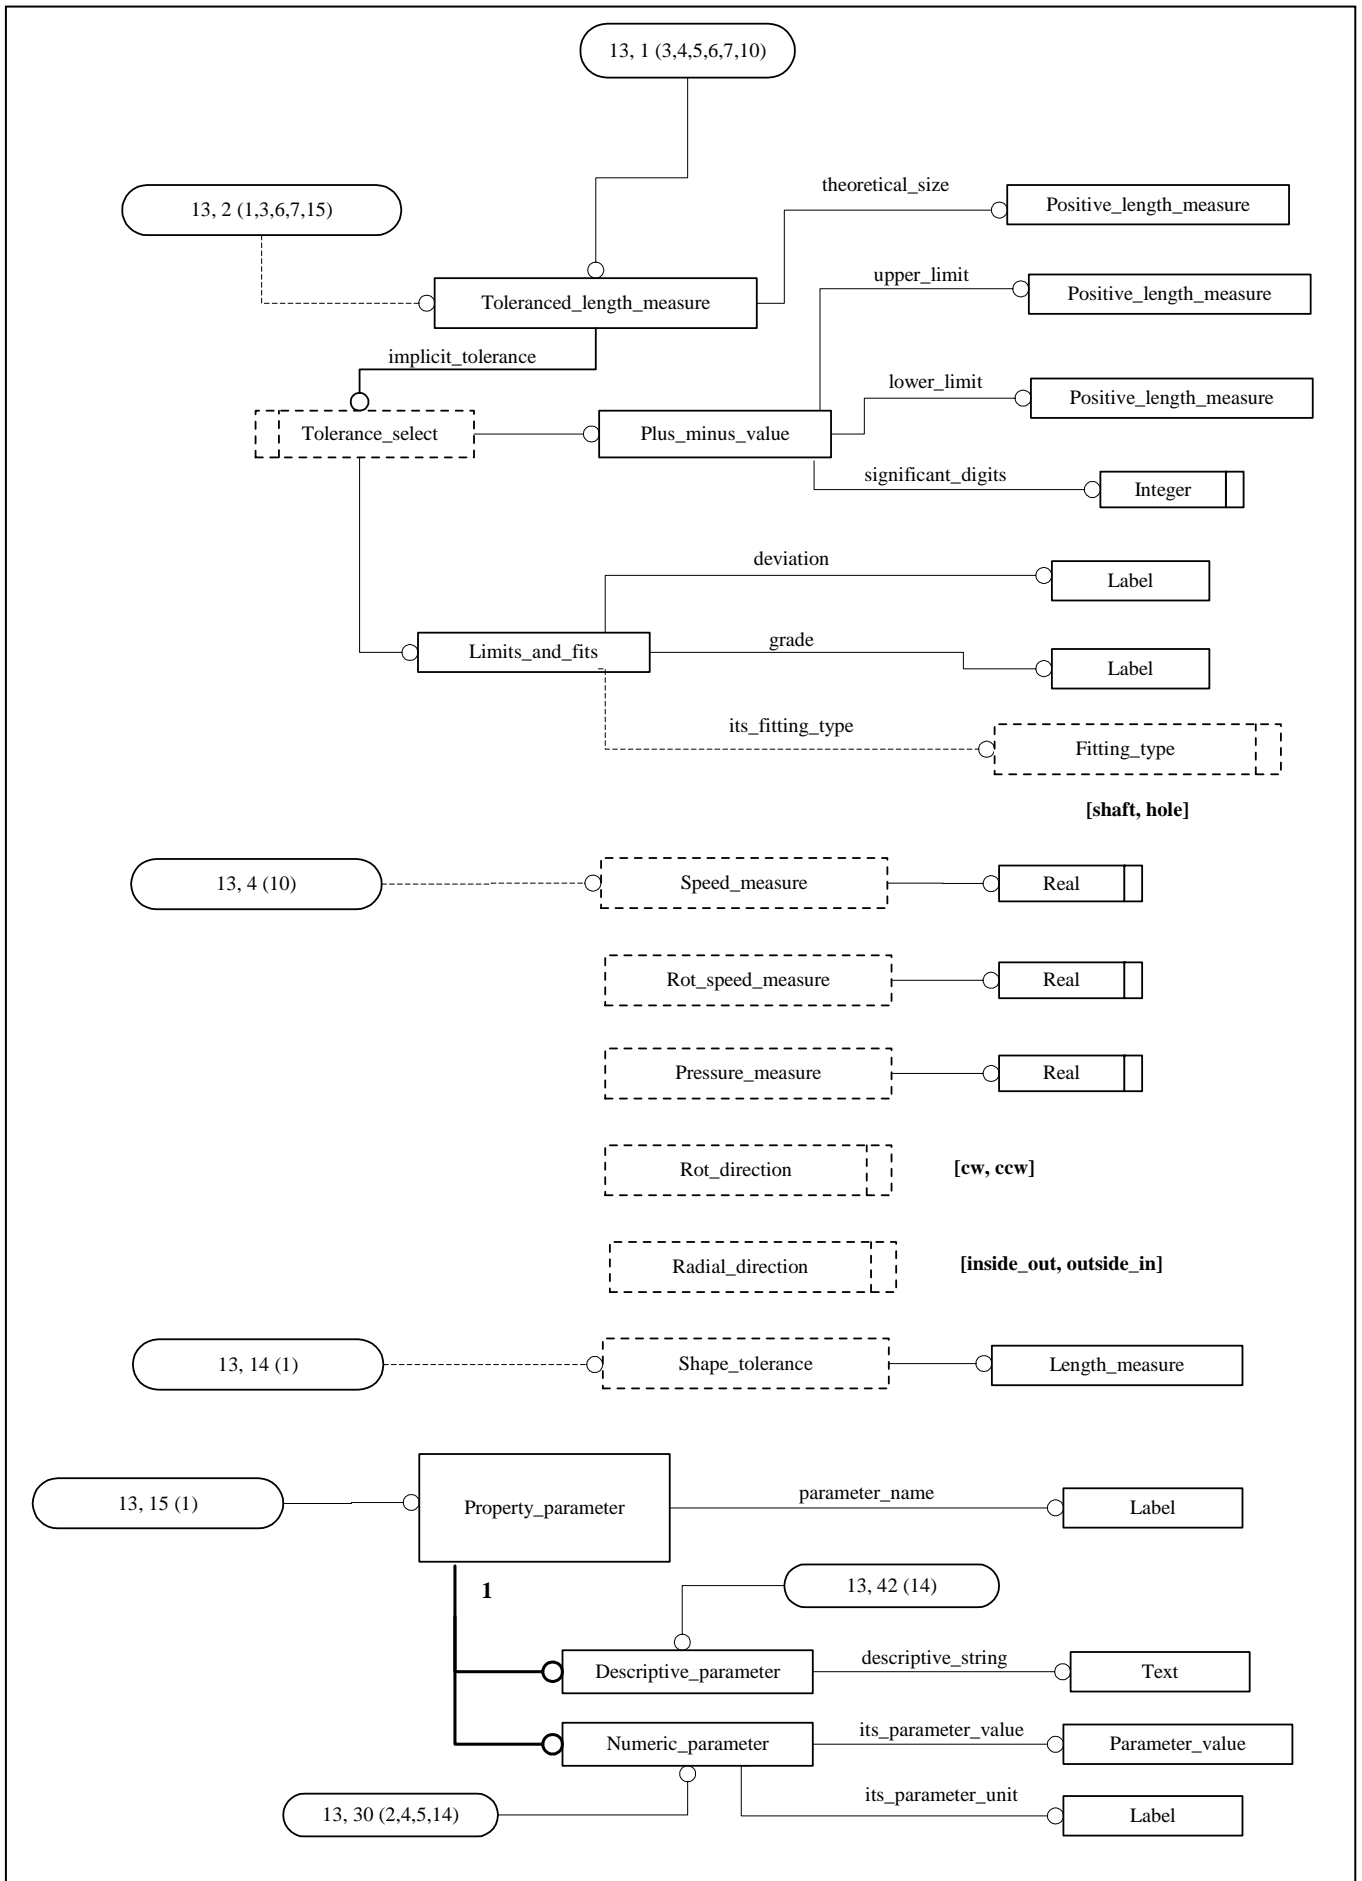 13, 1 (3,4,5,6,7,10)
theoretical_size
Positive_length_measure
13, 2 (1,3,6,7,15)
upper_limit
Positive_length_measure
Toleranced_length_measure
implicit_tolerance
lower_limit
Positive_length_measure
Tolerance_select
Plus_minus_value
significant_digits
Integer
deviation
Label
Limits_and_fits
grade
Label
its_fitting_type
Fitting_type
[shaft, hole]
13, 4 (10)
Speed_measure
Real
Rot_speed_measure
Real
Pressure_measure
Real
Rot_direction
[cw, ccw]
Radial_direction
[inside_out, outside_in]
13, 14 (1)
Shape_tolerance
Length_measure
13, 15 (1)
Property_parameter
parameter_name
Label
1
13, 42 (14)
Descriptive_parameter
descriptive_string
Text
Numeric_parameter
its_parameter_value
Parameter_value
13, 30 (2,4,5,14)
its_parameter_unit
Label